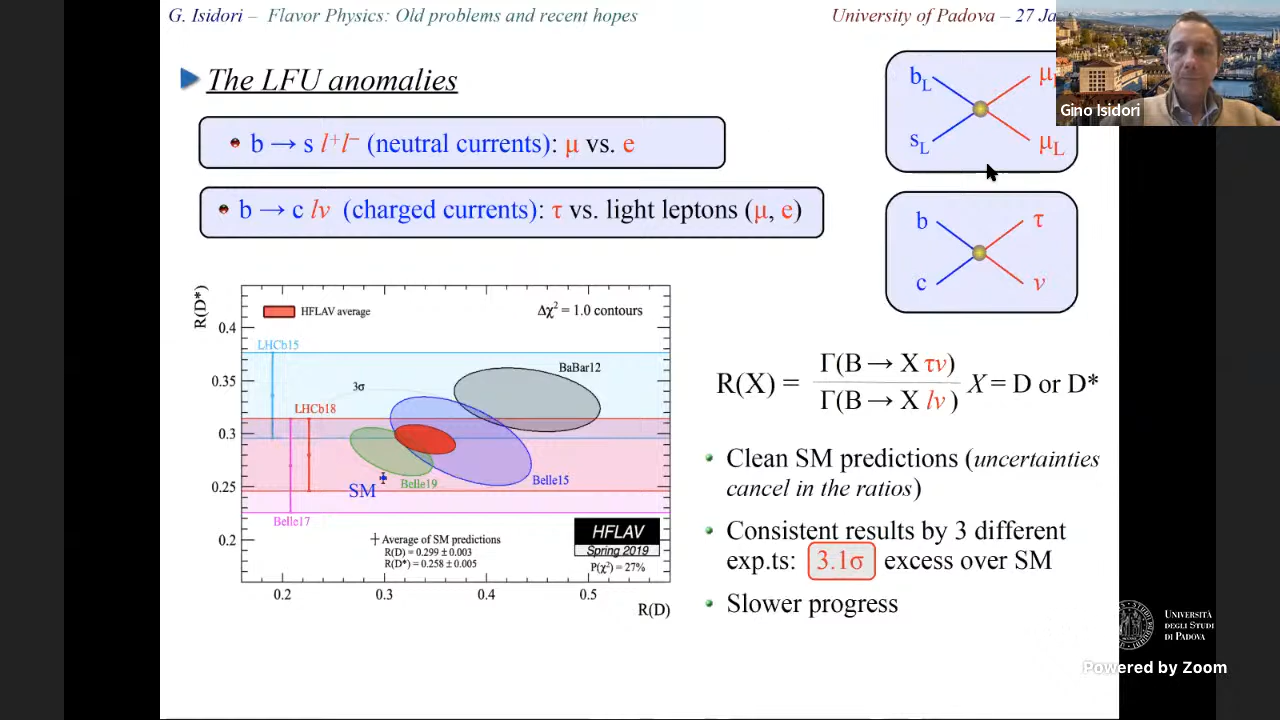 G. Isidori – Flavor Physics: Old problems and recent hopes
University of Padova – 27 Ja
The LFU anomalies
b → s l⁺l⁻ (neutral currents): μ vs. e
b → c lν (charged currents): τ vs. light leptons (μ, e)
b_L
s_L
μ_L
Gino Isidori
b τ
c ν
R(D*)
HFLAV average
Δχ² = 1.0 contours
0.4
LHCb15
BaBar12
0.35
3σ
LHCb18
0.3
0.25
SM
Belle19
Belle15
Belle17
0.2
Average of SM predictions
R(D) = 0.299 ± 0.003
R(D*) = 0.258 ± 0.005
HFLAV
Spring 2019
P(χ²) = 27%
0.2 0.3 0.4 0.5
R(D)
R(X) = Γ(B → X τν) / Γ(B → X lν) X = D or D*
Clean SM predictions (uncertainties
cancel in the ratios)
Consistent results by 3 different
exp.ts: 3.1σ excess over SM
Slower progress
UNIVERSITÀ
DEGLI STUDI
DI PADOVA
Powered by Zoom